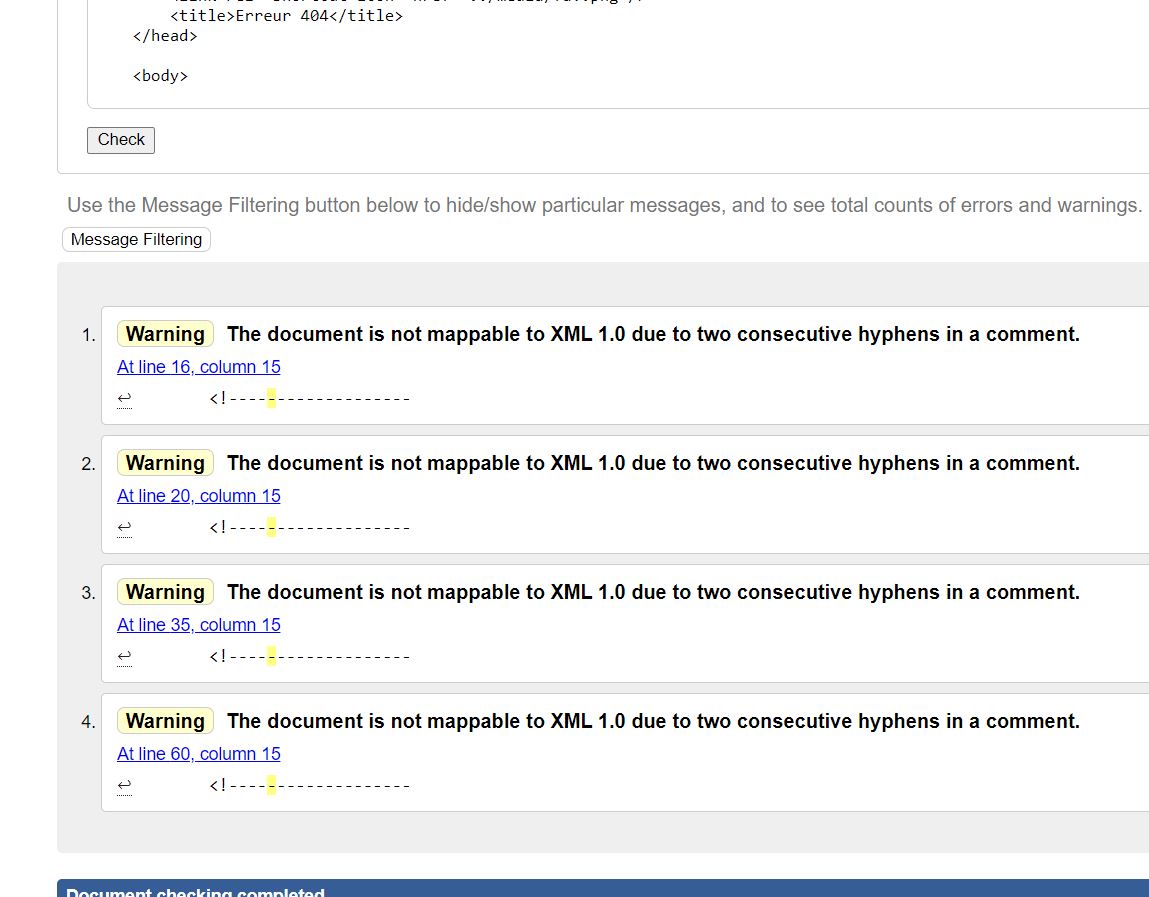 <title>Erreur 404</title>
</head>
<body>
Check
Use the Message Filtering button below to hide/show particular messages, and to see total counts of errors and warnings.
Message Filtering
1. Warning The document is not mappable to XML 1.0 due to two consecutive hyphens in a comment.
At line 16, column 15
↩ <!-------------------
2. Warning The document is not mappable to XML 1.0 due to two consecutive hyphens in a comment.
At line 20, column 15
↩ <!-------------------
3. Warning The document is not mappable to XML 1.0 due to two consecutive hyphens in a comment.
At line 35, column 15
↩ <!-------------------
4. Warning The document is not mappable to XML 1.0 due to two consecutive hyphens in a comment.
At line 60, column 15
↩ <!-------------------
Document checking completed.